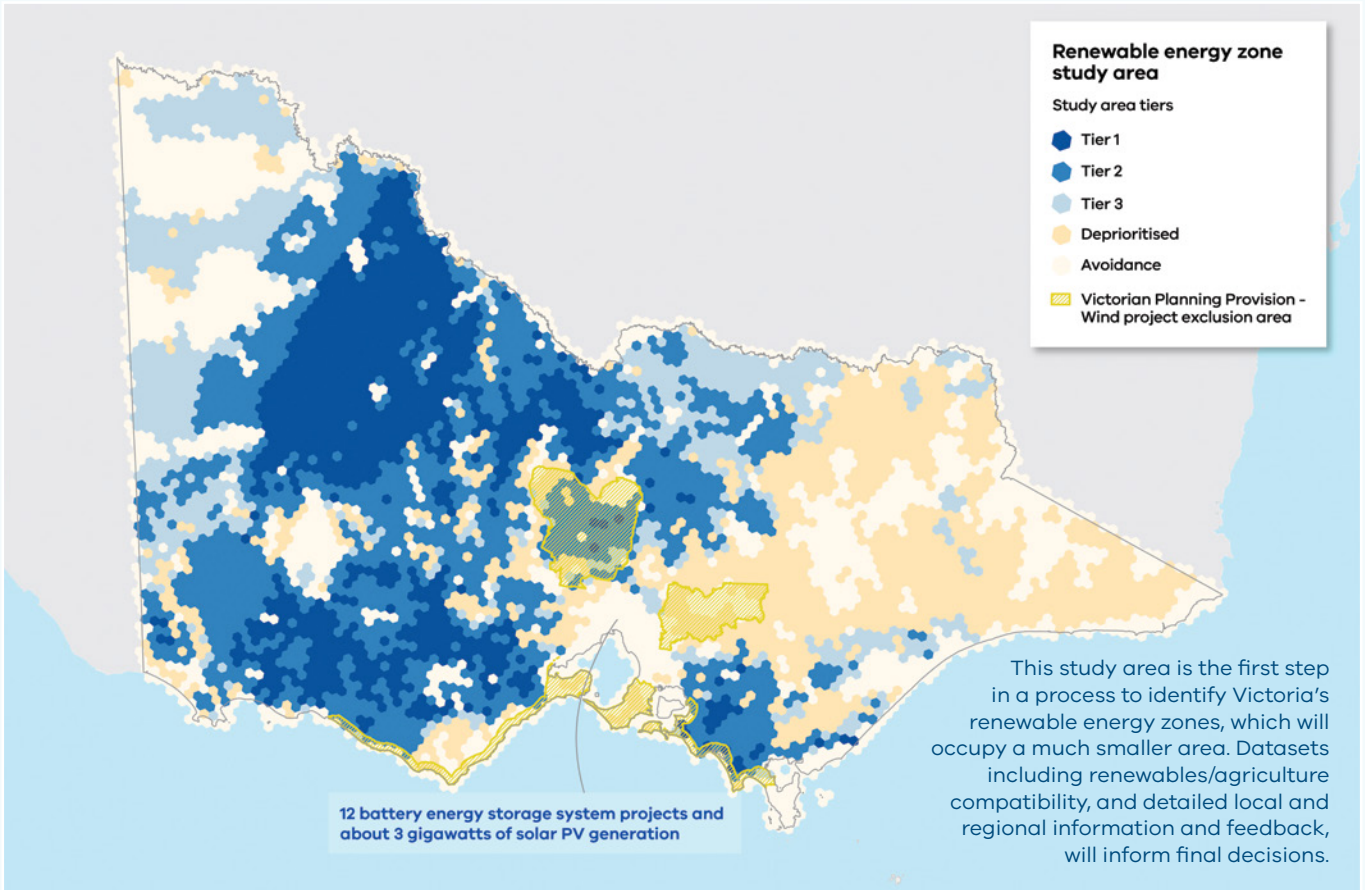 Renewable energy zone
study area
Study area tiers
Tier 1
Tier 2
Tier 3
Deprioritised
Avoidance
Victorian Planning Provision -
Wind project exclusion area
This study area is the first step
in a process to identify Victoria's
renewable energy zones, which will
occupy a much smaller area. Datasets
including renewables/agriculture
compatibility, and detailed local and
regional information and feedback,
will inform final decisions.
12 battery energy storage system projects and
about 3 gigawatts of solar PV generation